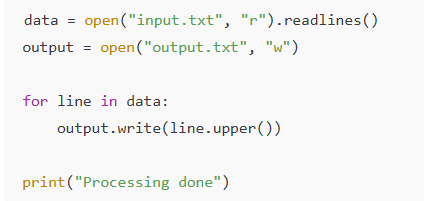 data = open("input.txt", "r").readlines()
output = open("output.txt", "w")

for line in data:
    output.write(line.upper())

print("Processing done")